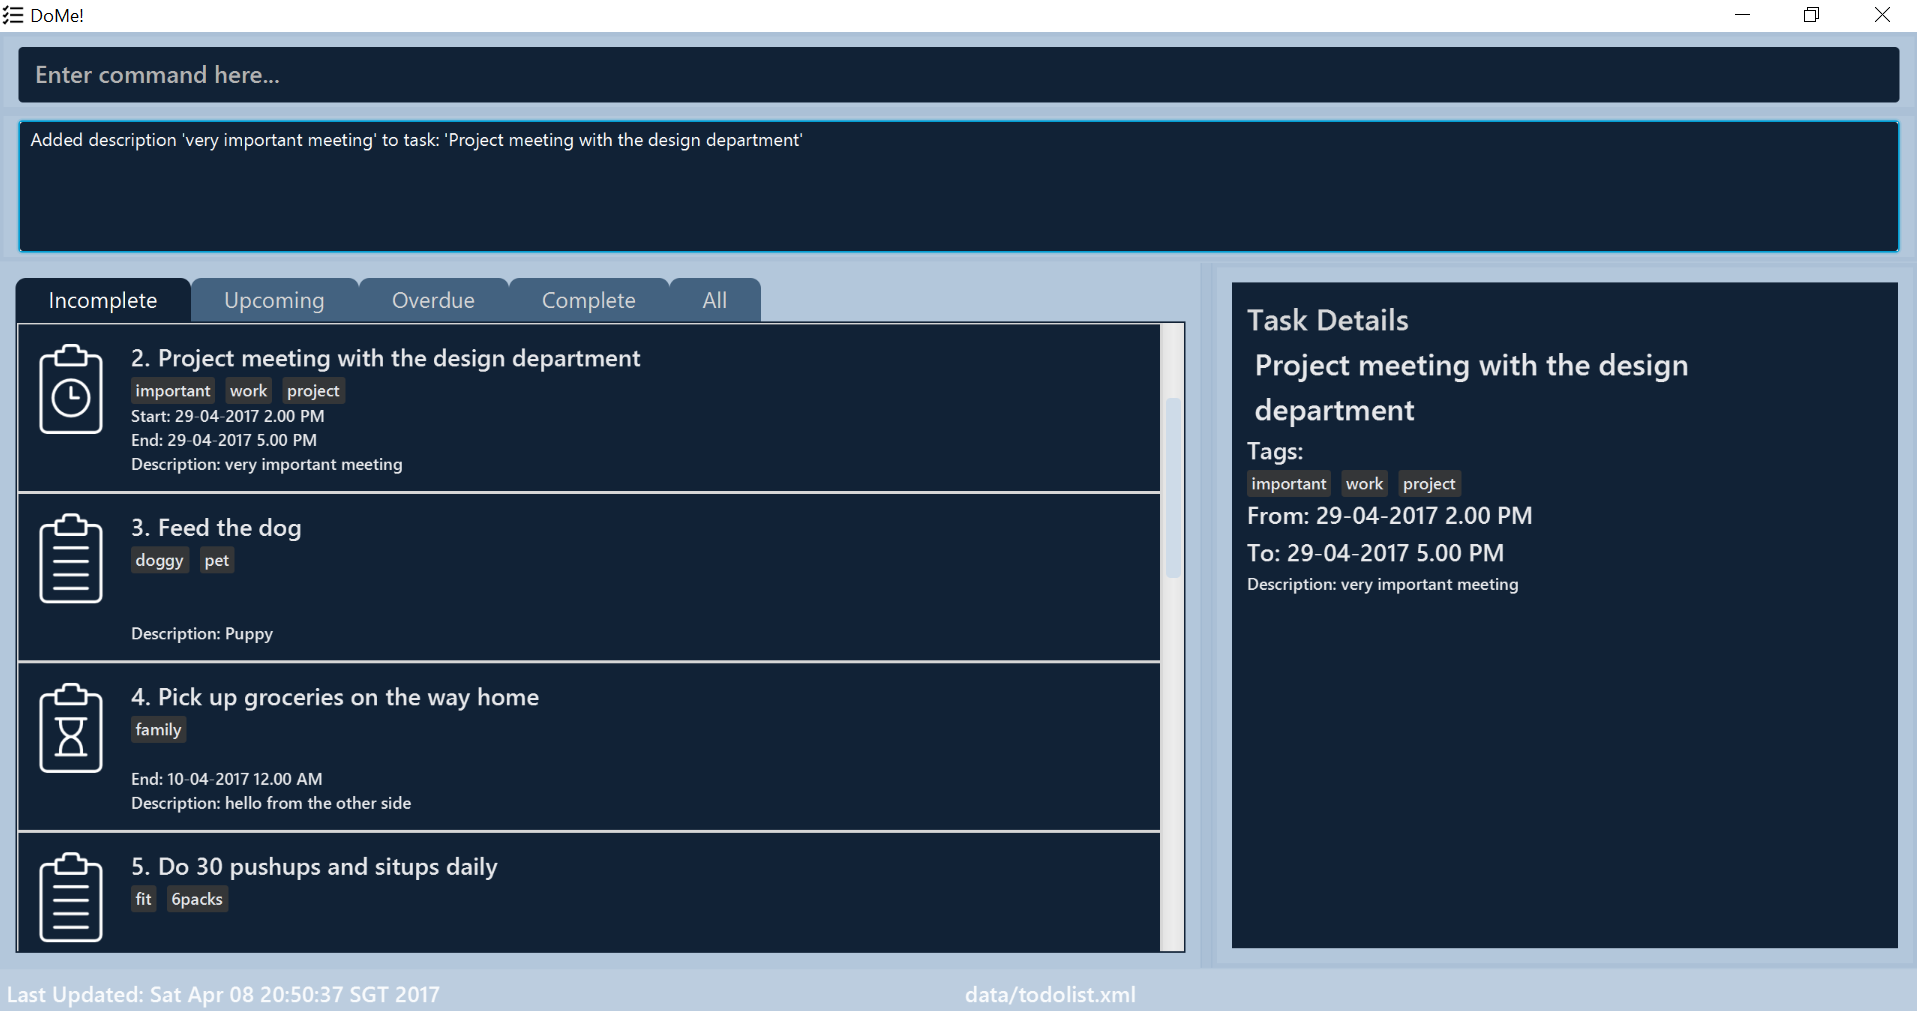 DoMe!
Enter command here...
Added description 'very important meeting' to task: 'Project meeting with the design department'
Incomplete Upcoming Overdue Complete All
2. Project meeting with the design department
important work project
Start: 29-04-2017 2.00 PM
End: 29-04-2017 5.00 PM
Description: very important meeting
3. Feed the dog
doggy pet
Description: Puppy
4. Pick up groceries on the way home
family
End: 10-04-2017 12.00 AM
Description: hello from the other side
5. Do 30 pushups and situps daily
fit 6packs
Task Details
Project meeting with the design
department
Tags:
important work project
From: 29-04-2017 2.00 PM
To: 29-04-2017 5.00 PM
Description: very important meeting
Last Updated: Sat Apr 08 20:50:37 SGT 2017
data/todolist.xml